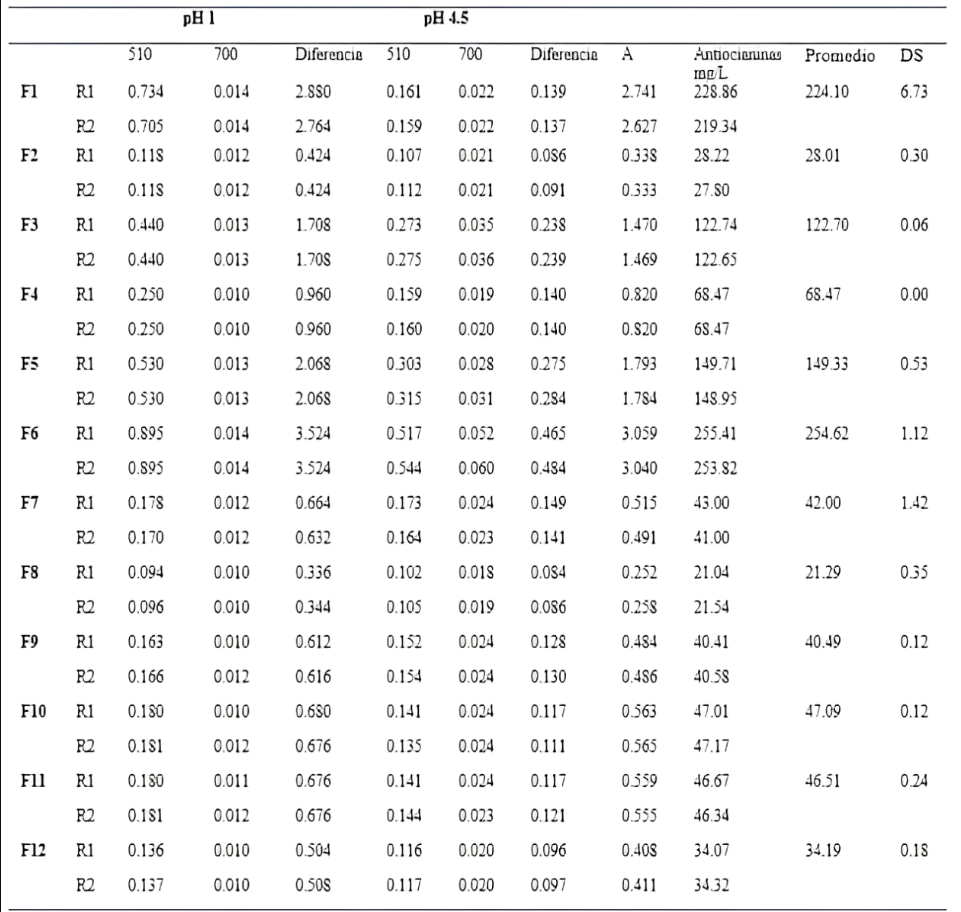 pH 1 pH 4.5
510 700 Diferencia 510 700 Diferencia A Antiocianinas mg/L Promedio DS
F1 R1 0.734 0.014 2.880 0.161 0.022 0.139 2.741 228.86 224.10 6.73
R2 0.705 0.014 2.764 0.159 0.022 0.137 2.627 219.34
F2 R1 0.118 0.012 0.424 0.107 0.021 0.086 0.338 28.22 28.01 0.30
R2 0.118 0.012 0.424 0.112 0.021 0.091 0.333 27.80
F3 R1 0.440 0.013 1.708 0.273 0.035 0.238 1.470 122.74 122.70 0.06
R2 0.440 0.013 1.708 0.275 0.036 0.239 1.469 122.65
F4 R1 0.250 0.010 0.960 0.159 0.019 0.140 0.820 68.47 68.47 0.00
R2 0.250 0.010 0.960 0.160 0.020 0.140 0.820 68.47
F5 R1 0.530 0.013 2.068 0.303 0.028 0.275 1.793 149.71 149.33 0.53
R2 0.530 0.013 2.068 0.315 0.031 0.284 1.784 148.95
F6 R1 0.895 0.014 3.524 0.517 0.052 0.465 3.059 255.41 254.62 1.12
R2 0.895 0.014 3.524 0.544 0.060 0.484 3.040 253.82
F7 R1 0.178 0.012 0.664 0.173 0.024 0.149 0.515 43.00 42.00 1.42
R2 0.170 0.012 0.632 0.164 0.023 0.141 0.491 41.00
F8 R1 0.094 0.010 0.336 0.102 0.018 0.084 0.252 21.04 21.29 0.35
R2 0.096 0.010 0.344 0.105 0.019 0.086 0.258 21.54
F9 R1 0.163 0.010 0.612 0.152 0.024 0.128 0.484 40.41 40.49 0.12
R2 0.166 0.012 0.616 0.154 0.024 0.130 0.486 40.58
F10 R1 0.180 0.010 0.680 0.141 0.024 0.117 0.563 47.01 47.09 0.12
R2 0.181 0.012 0.676 0.135 0.024 0.111 0.565 47.17
F11 R1 0.180 0.011 0.676 0.141 0.024 0.117 0.559 46.67 46.51 0.24
R2 0.181 0.012 0.676 0.144 0.023 0.121 0.555 46.34
F12 R1 0.136 0.010 0.504 0.116 0.020 0.096 0.408 34.07 34.19 0.18
R2 0.137 0.010 0.508 0.117 0.020 0.097 0.411 34.32